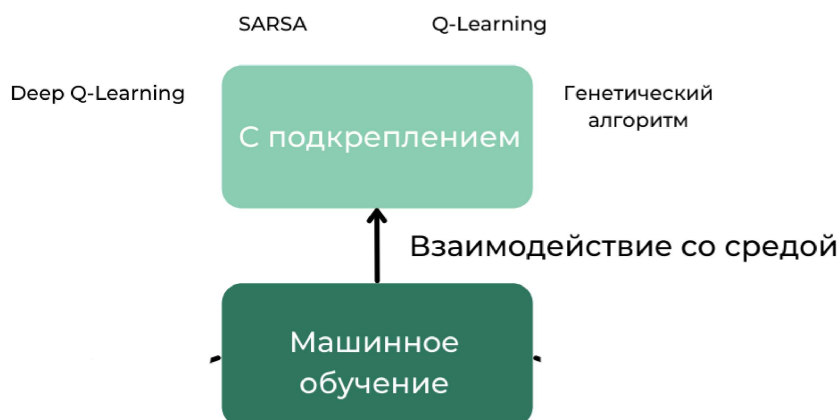 SARSA
Q-Learning
Deep Q-Learning
Генетический
алгоритм
С подкреплением
Взаимодействие со средой
Машинное
обучение